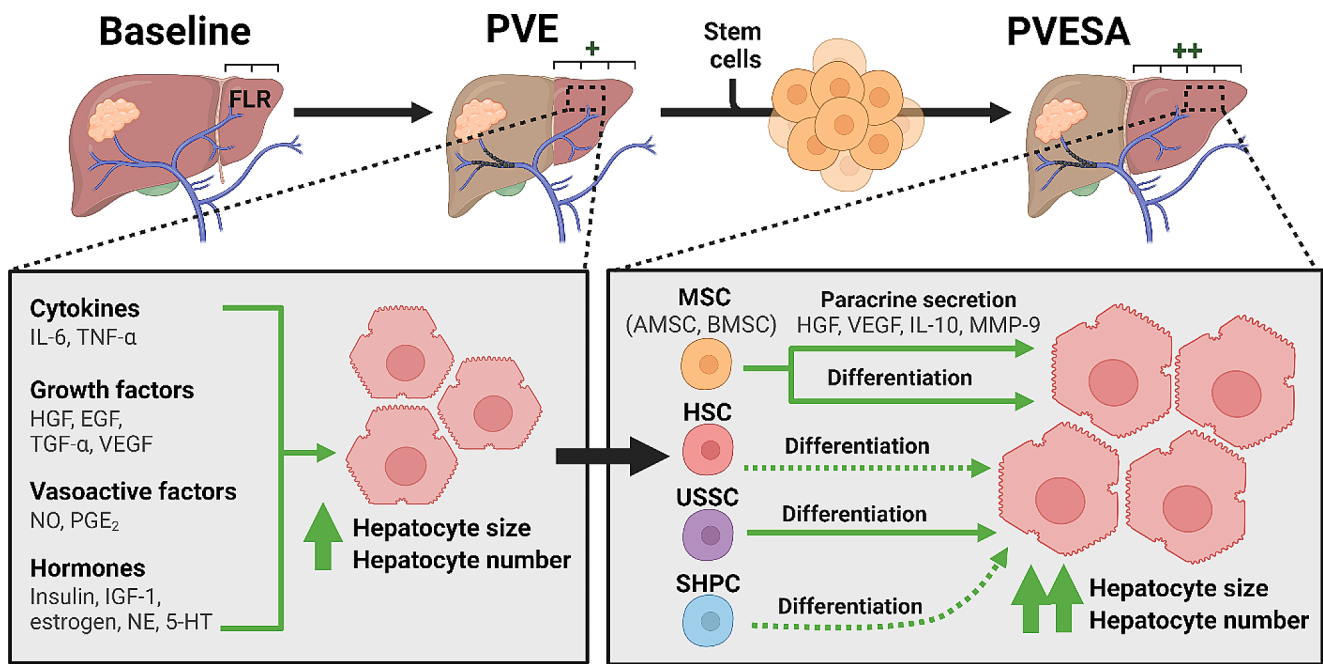 Baseline
PVE
Stem
cells
PVESA
+
++
FLR
Cytokines
IL-6, TNF-α
Growth factors
HGF, EGF,
TGF-α, VEGF
Vasoactive factors
NO, PGE₂
Hormones
Insulin, IGF-1,
estrogen, NE, 5-HT
Hepatocyte size
Hepatocyte number
MSC
(AMSC, BMSC)
Paracrine secretion
HGF, VEGF, IL-10, MMP-9
Differentiation
HSC
Differentiation
USSC
Differentiation
SHPC
Differentiation
Hepatocyte size
Hepatocyte number